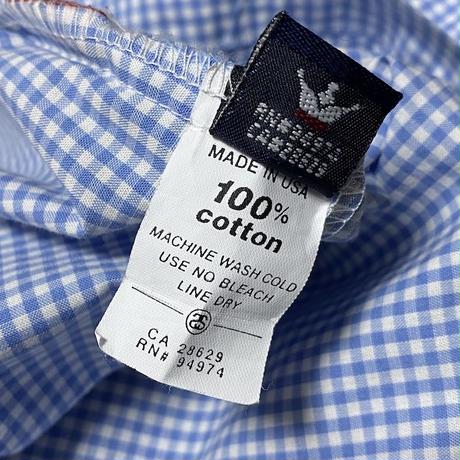 MADE IN USA
100%
cotton
MACHINE WASH COLD
USE NO BLEACH
LINE DRY
CA 28629
RN# 94974